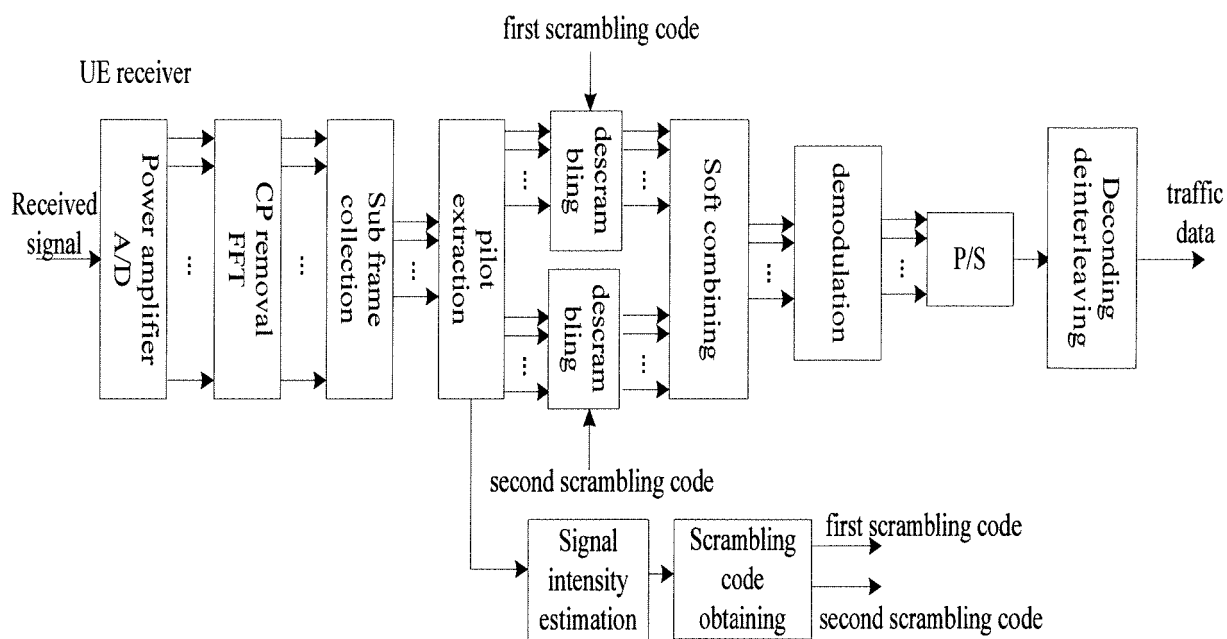 first scrambling code
UE receiver
Received
signal
Power amplifier
A/D
...
CP removal
FFT
...
Sub frame
collection
...
pilot
extraction
...
descram
bling
...
...
descram
bling
...
Soft combining
...
demodulation
...
P/S
Deconding
deinterleaving
traffic
data
second scrambling code
Signal
intensity
estimation
Scrambling
code
obtaining
first scrambling code
second scrambling code